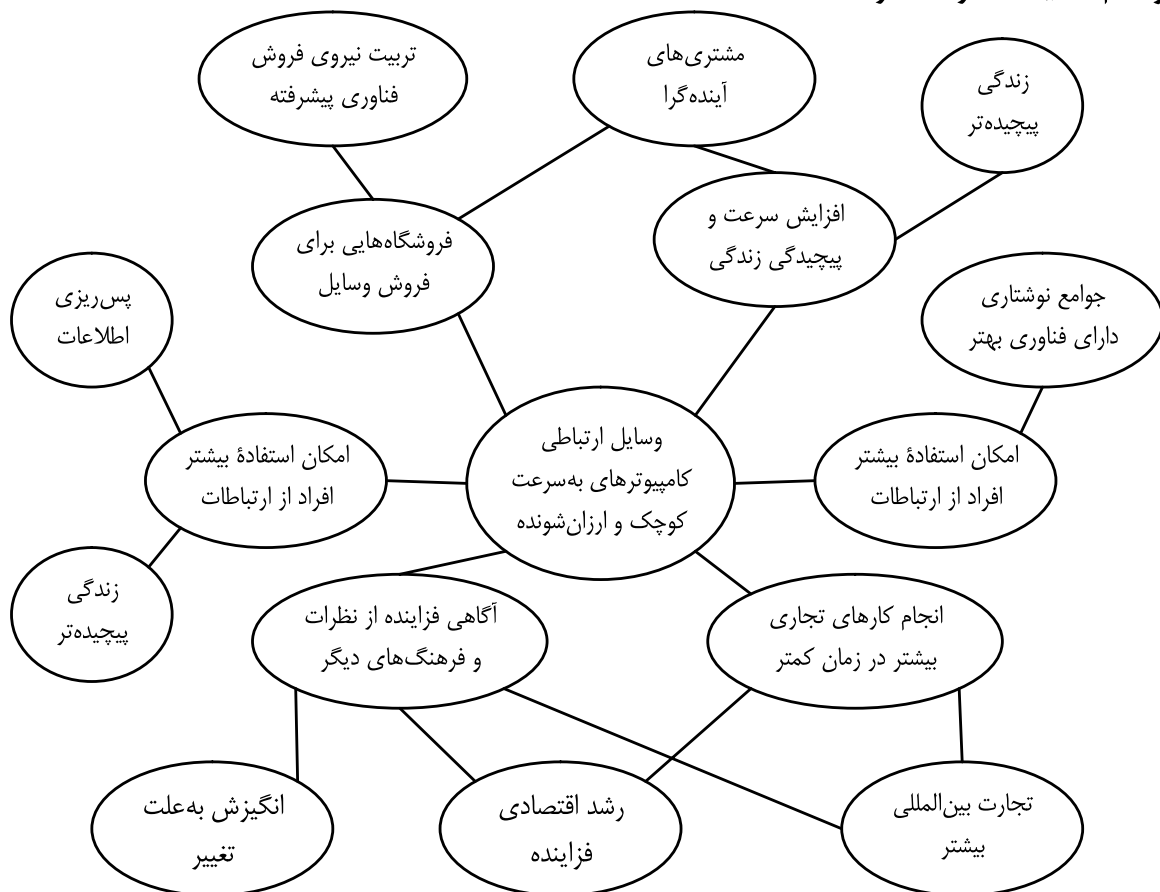 تربیت نیروی فروش
فناوری پیشرفته
مشتری‌های
آینده‌گرا
زندگی
پیچیده‌تر
فروشگاه‌هایی برای
فروش وسایل
افزایش سرعت و
پیچیدگی زندگی
پس‌ریزی
اطلاعات
جوامع نوشتاری
دارای فناوری بهتر
امکان استفادهٔ بیشتر
افراد از ارتباطات
وسایل ارتباطی
کامپیوترهای به‌سرعت
کوچک و ارزان‌شونده
امکان استفادهٔ بیشتر
افراد از ارتباطات
زندگی
پیچیده‌تر
آگاهی فزاینده از نظرات
و فرهنگ‌های دیگر
انجام کارهای تجاری
بیشتر در زمان کمتر
انگیزش به‌علت
تغییر
رشد اقتصادی
فزاینده
تجارت بین‌المللی
بیشتر